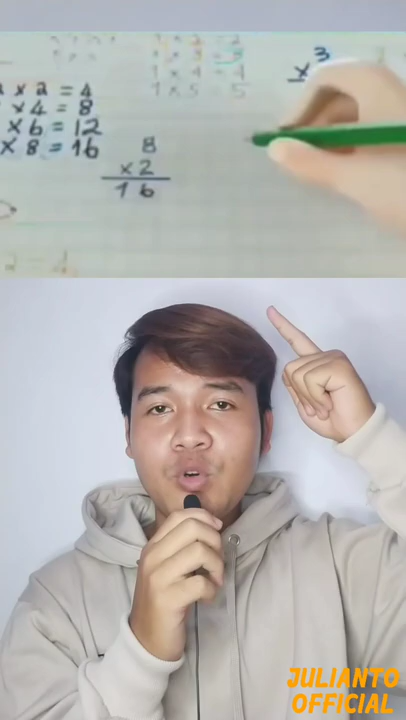 1 x 4 = 4
1 x 5 = 5
x 2 = 4
x 4 = 8
x 6 = 12
x 8 = 16
8
x 2
16
3
x
JULIANTO
OFFICIAL